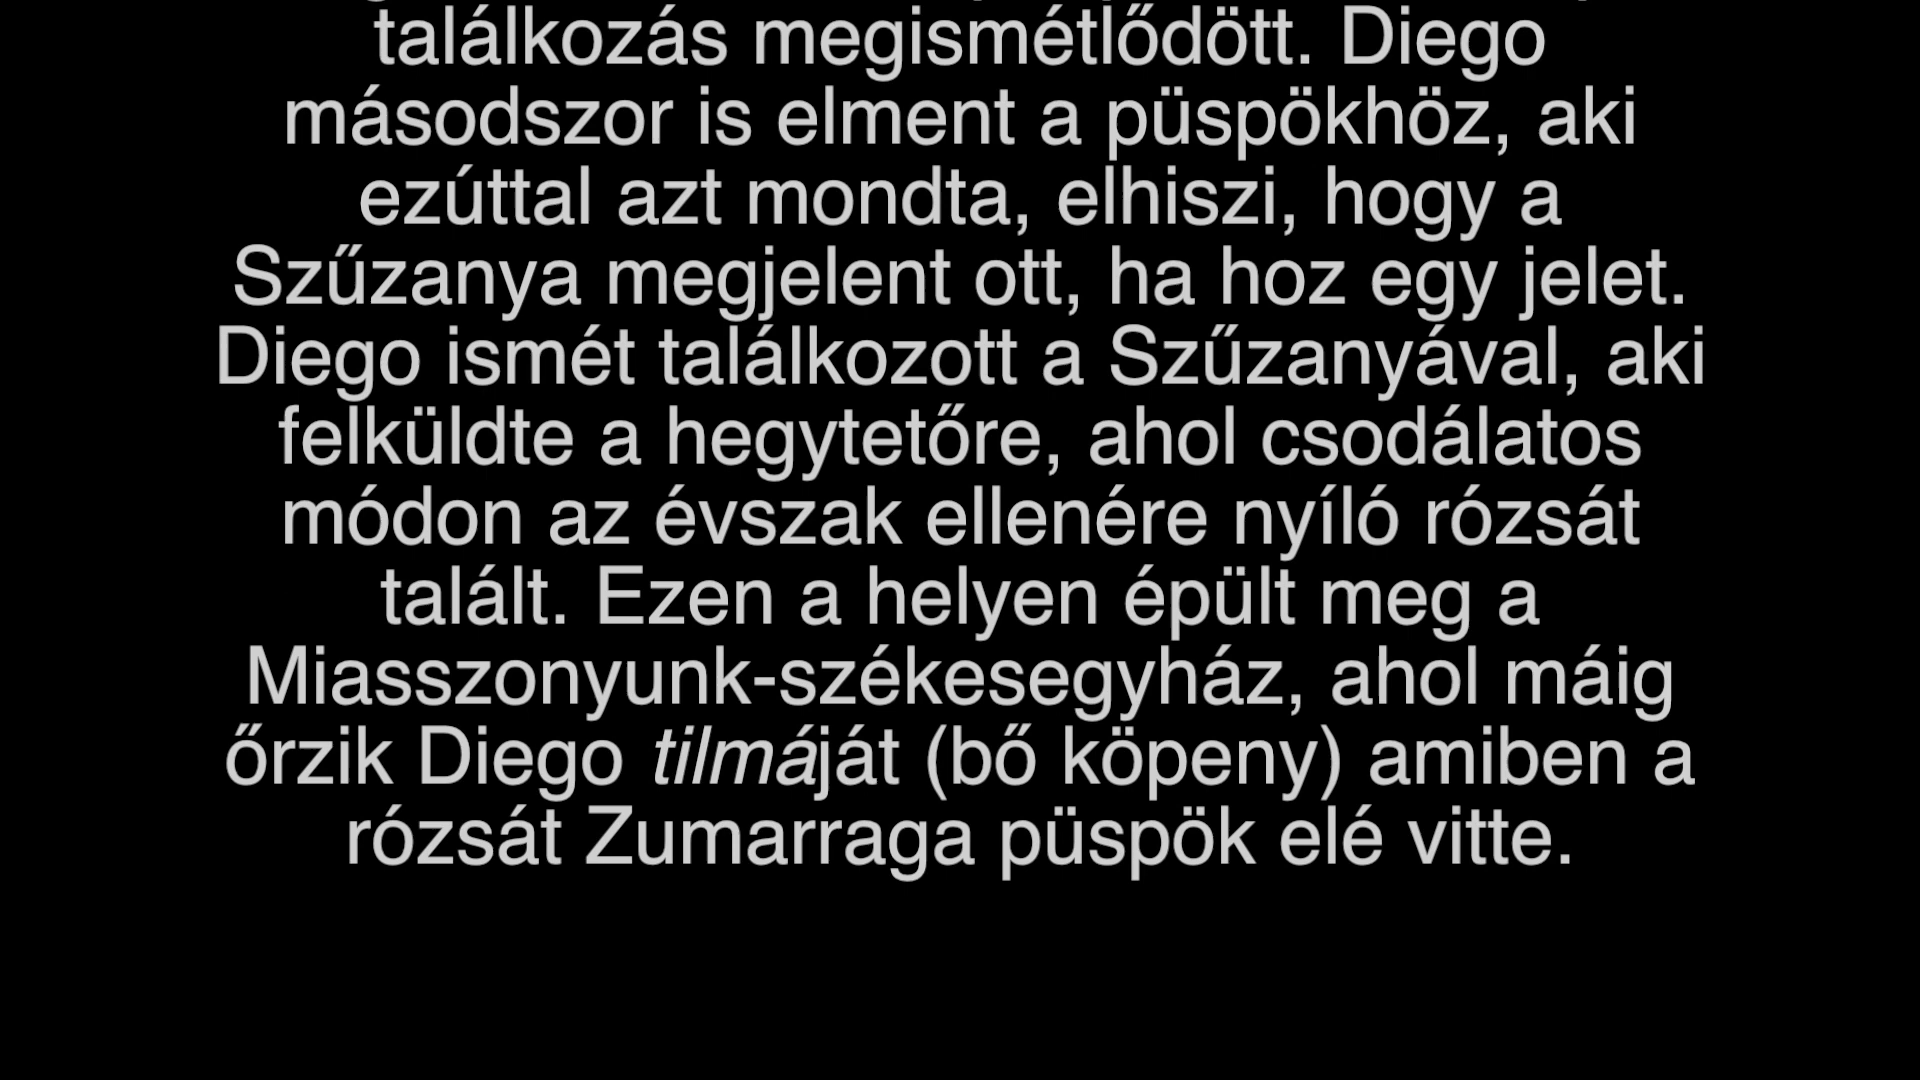 találkozás megismétlődött. Diego
másodszor is elment a püspökhöz, aki
ezúttal azt mondta, elhiszi, hogy a
Szűzanya megjelent ott, ha hoz egy jelet.
Diego ismét találkozott a Szűzanyával, aki
felküldte a hegytetőre, ahol csodálatos
módon az évszak ellenére nyíló rózsát
talált. Ezen a helyen épült meg a
Miasszonyunk-székesegyház, ahol máig
őrzik Diego tilmáját (bő köpeny) amiben a
rózsát Zumarraga püspök elé vitte.